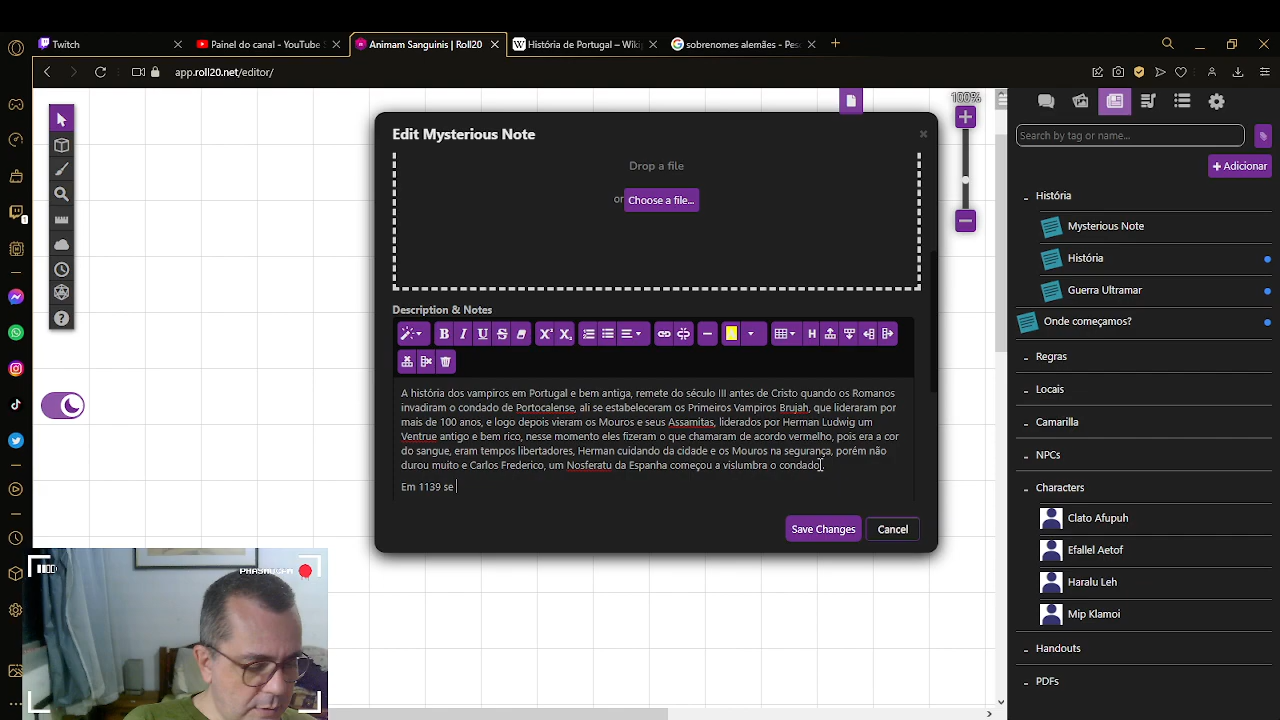 Twitch
Painel do canal - YouTube S
Animam Sanguinis | Roll20
História de Portugal – Wikip
sobrenomes alemães - Pesq
app.roll20.net/editor/
100%
Edit Mysterious Note
Drop a file
or Choose a file...
Description & Notes
B I U S X² X₂ H
A história dos vampiros em Portugal e bem antiga, remete do século III antes de Cristo quando os Romanos
invadiram o condado de Portocalense, ali se estabeleceram os Primeiros Vampiros Brujah, que lideraram por
mais de 100 anos, e logo depois vieram os Mouros e seus Assamitas, liderados por Herman Ludwig um
Ventrue antigo e bem rico, nesse momento eles fizeram o que chamaram de acordo vermelho, pois era a cor
do sangue, eram tempos libertadores, Herman cuidando da cidade e os Mouros na segurança, porém não
durou muito e Carlos Frederico, um Nosferatu da Espanha começou a vislumbra o condado.
Em 1139 se
Save Changes
Cancel
Search by tag or name...
+ Adicionar
História
Mysterious Note
História
Guerra Ultramar
Onde começamos?
Regras
Locais
Camarilla
NPCs
Characters
Clato Afupuh
Efallel Aetof
Haralu Leh
Mip Klamoi
Handouts
PDFs
1
PHASMOCAM